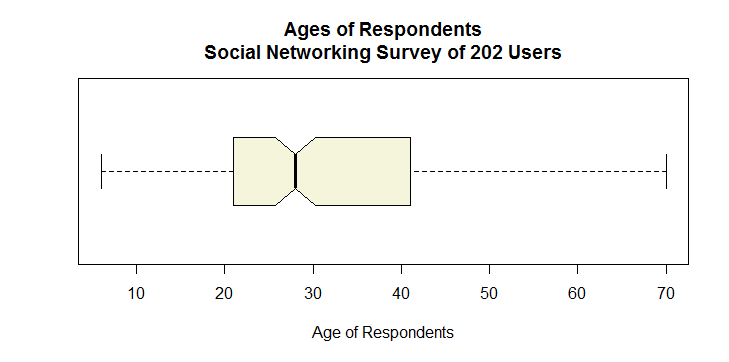 Ages of Respondents
Social Networking Survey of 202 Users
10 20 30 40 50 60 70
Age of Respondents